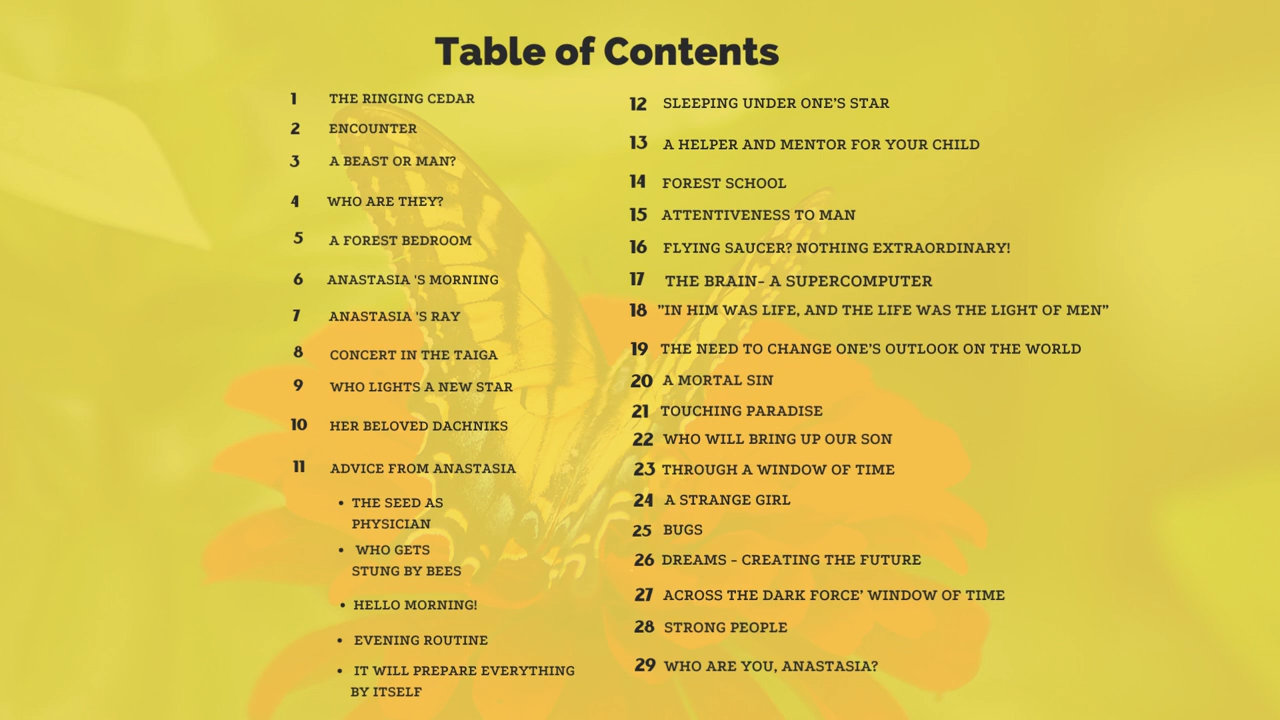 Table of Contents
1 THE RINGING CEDAR
2 ENCOUNTER
3 A BEAST OR MAN?
4 WHO ARE THEY?
5 A FOREST BEDROOM
6 ANASTASIA 'S MORNING
7 ANASTASIA 'S RAY
8 CONCERT IN THE TAIGA
9 WHO LIGHTS A NEW STAR
10 HER BELOVED DACHNIKS
11 ADVICE FROM ANASTASIA
• THE SEED AS
PHYSICIAN
• WHO GETS
STUNG BY BEES
• HELLO MORNING!
• EVENING ROUTINE
• IT WILL PREPARE EVERYTHING
BY ITSELF
12 SLEEPING UNDER ONE'S STAR
13 A HELPER AND MENTOR FOR YOUR CHILD
14 FOREST SCHOOL
15 ATTENTIVENESS TO MAN
16 FLYING SAUCER? NOTHING EXTRAORDINARY!
17 THE BRAIN- A SUPERCOMPUTER
18 "IN HIM WAS LIFE, AND THE LIFE WAS THE LIGHT OF MEN"
19 THE NEED TO CHANGE ONE'S OUTLOOK ON THE WORLD
20 A MORTAL SIN
21 TOUCHING PARADISE
22 WHO WILL BRING UP OUR SON
23 THROUGH A WINDOW OF TIME
24 A STRANGE GIRL
25 BUGS
26 DREAMS - CREATING THE FUTURE
27 ACROSS THE DARK FORCE' WINDOW OF TIME
28 STRONG PEOPLE
29 WHO ARE YOU, ANASTASIA?